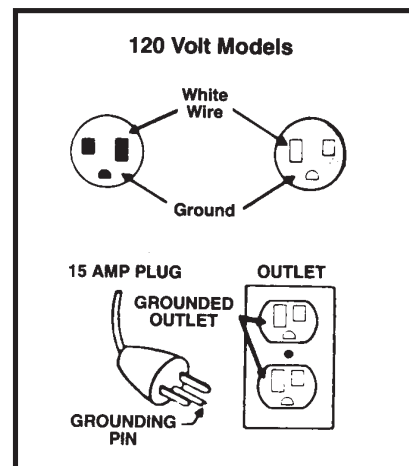 120 Volt Models
White
Wire
Ground
15 AMP PLUG
OUTLET
GROUNDED
OUTLET
GROUNDING
PIN